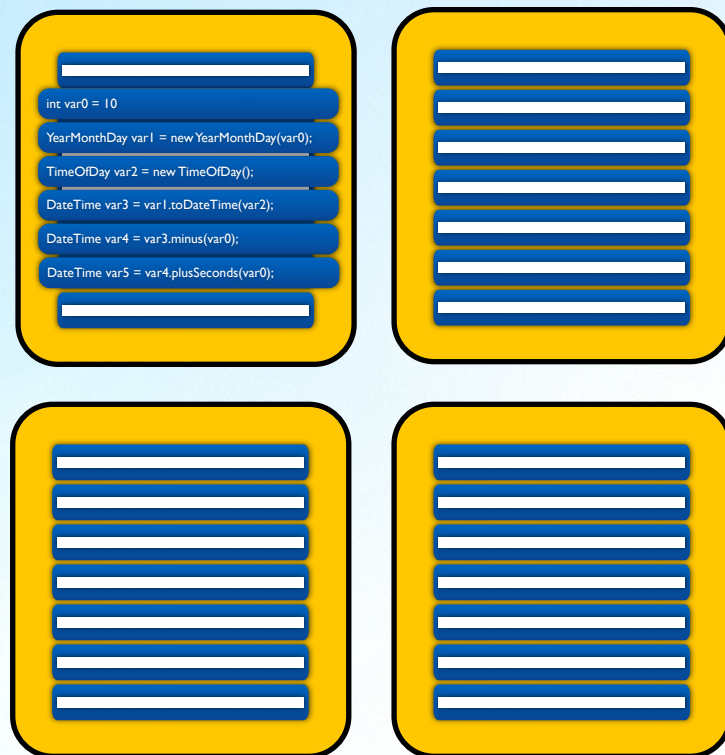 int var0 = 10
YearMonthDay var1 = new YearMonthDay(var0);
TimeOfDay var2 = new TimeOfDay();
DateTime var3 = var1.toDateTime(var2);
DateTime var4 = var3.minus(var0);
DateTime var5 = var4.plusSeconds(var0);